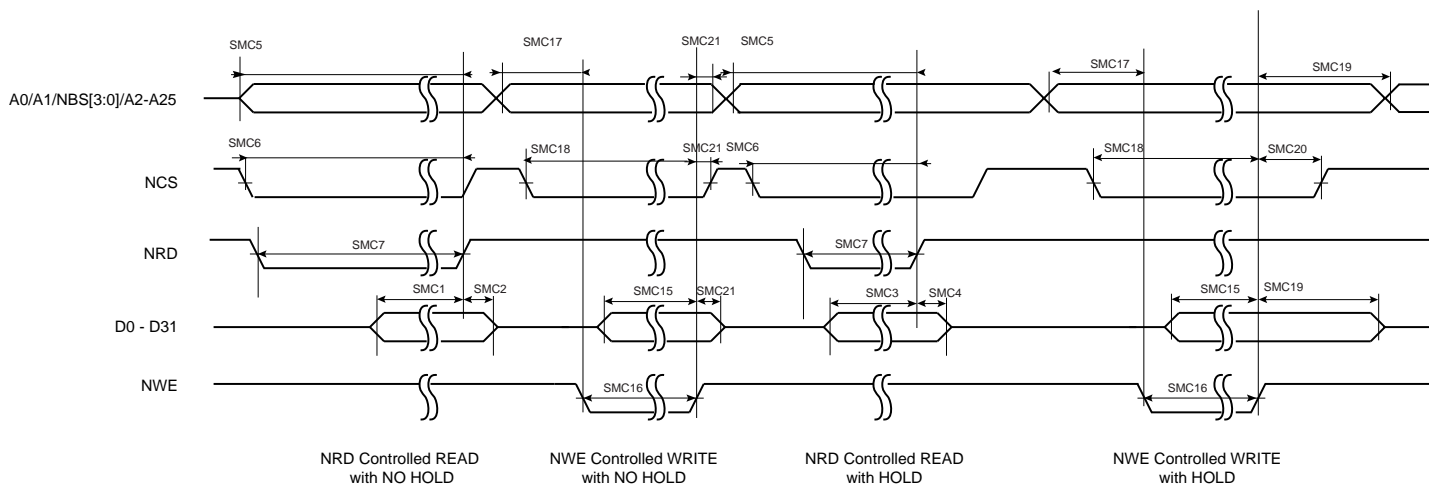 SMC5 SMC17 SMC21 SMC5 SMC17 SMC19
A0/A1/NBS[3:0]/A2-A25
SMC6 SMC18 SMC21 SMC6 SMC18 SMC20
NCS
NRD SMC7 SMC7
SMC1 SMC2 SMC15 SMC21 SMC3 SMC4 SMC15 SMC19
D0 - D31
NWE SMC16 SMC16
NRD Controlled READ
with NO HOLD
NWE Controlled WRITE
with NO HOLD
NRD Controlled READ
with HOLD
NWE Controlled WRITE
with HOLD